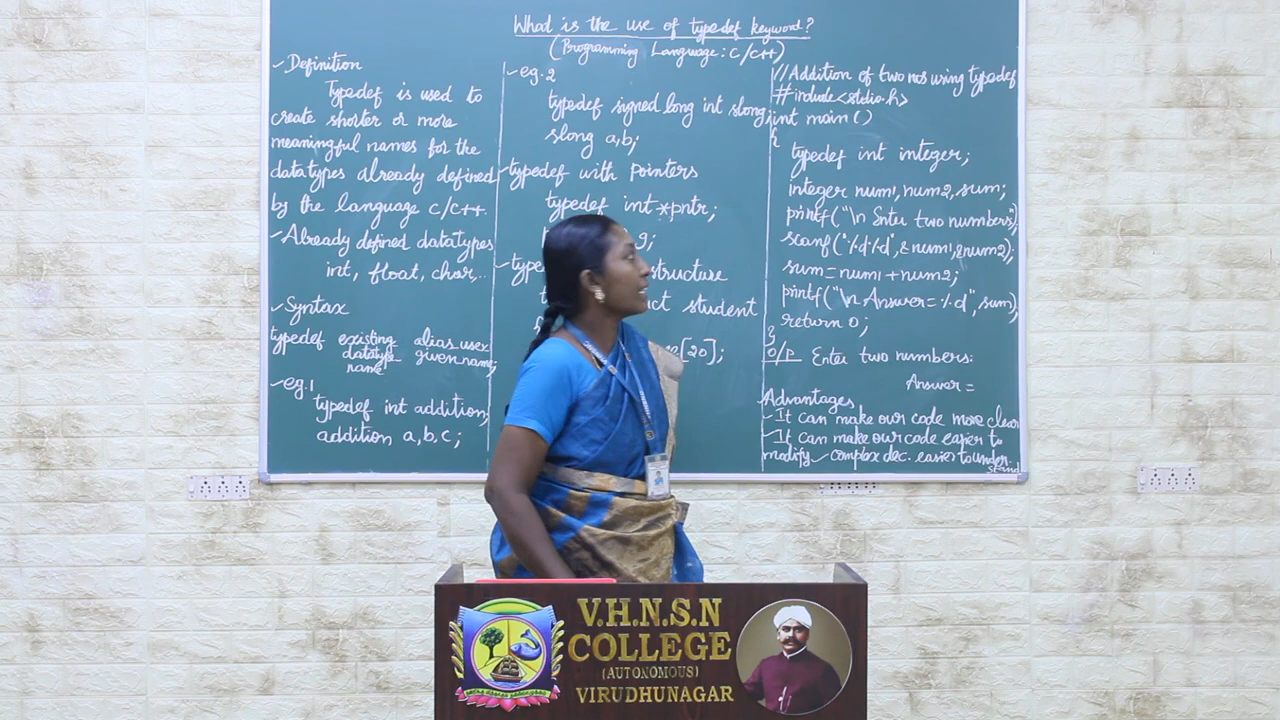 What is the use of typedef keyword?
(Programming Language: C/C++)
✓Definition
Typedef is used to
create shorter or more
meaningful names for the
datatypes already defined
by the language C/C++.
✓Already defined datatypes
int, float, char,..
✓Syntax
typedef existing datatype name alias user given name;
✓eg.1
typedef int addition;
addition a,b,c;
✓eg.2
typedef signed long int slong;
slong a,b;
✓typedef with pointers
typedef int *pntr;
g;
structure
student
[20];
//Addition of two nos using typedef
#include<stdio.h>
int main()
{
typedef int integer;
integer num1, num2, sum;
printf("\n Enter two numbers");
scanf("%d%d", &num1, &num2);
sum=num1+num2;
printf("\n Answer=%d", sum);
return 0;
}
O/P Enter two numbers:
Answer =
Advantages
✓It can make our code more clear
✓It can make our code easier to
modify ✓complex dec. easier to under-
stand
V.H.N.S.N
COLLEGE
(AUTONOMOUS)
VIRUDHUNAGAR